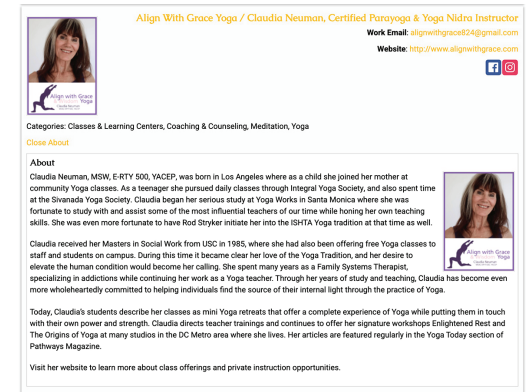 Align With Grace Yoga / Claudia Neuman, Certified Parayoga & Yoga Nidra Instructor
Work Email: alignwithgrace824@gmail.com
Website: http://www.alignwithgrace.com
Align with Grace
Yoga
Categories: Classes & Learning Centers, Coaching & Counseling, Meditation, Yoga
Close About
About
Claudia Neuman, MSW, E-RTY 500, YACEP, was born in Los Angeles where as a child she joined her mother at
community Yoga classes. As a teenager she pursued daily classes through Integral Yoga Society, and also spent time
at the Sivanada Yoga Society. Claudia began her serious study at Yoga Works in Santa Monica where she was
fortunate to study with and assist some of the most influential teachers of our time while honing her own teaching
skills. She was even more fortunate to have Rod Stryker initiate her into the ISHTA Yoga tradition at that time as well.
Align with Grace
Yoga
Claudia received her Masters in Social Work from USC in 1985, where she had also been offering free Yoga classes to
staff and students on campus. During this time it became clear her love of the Yoga Tradition, and her desire to
elevate the human condition would become her calling. She spent many years as a Family Systems Therapist,
specializing in addictions while continuing her work as a Yoga teacher. Through her years of study and teaching, Claudia has become even
more wholeheartedly committed to helping individuals find the source of their internal light through the practice of Yoga.
Today, Claudia's students describe her classes as mini Yoga retreats that offer a complete experience of Yoga while putting them in touch
with their own power and strength. Claudia directs teacher trainings and continues to offer her signature workshops Enlightened Rest and
The Origins of Yoga at many studios in the DC Metro area where she lives. Her articles are featured regularly in the Yoga Today section of
Pathways Magazine.
Visit her website to learn more about class offerings and private instruction opportunities.